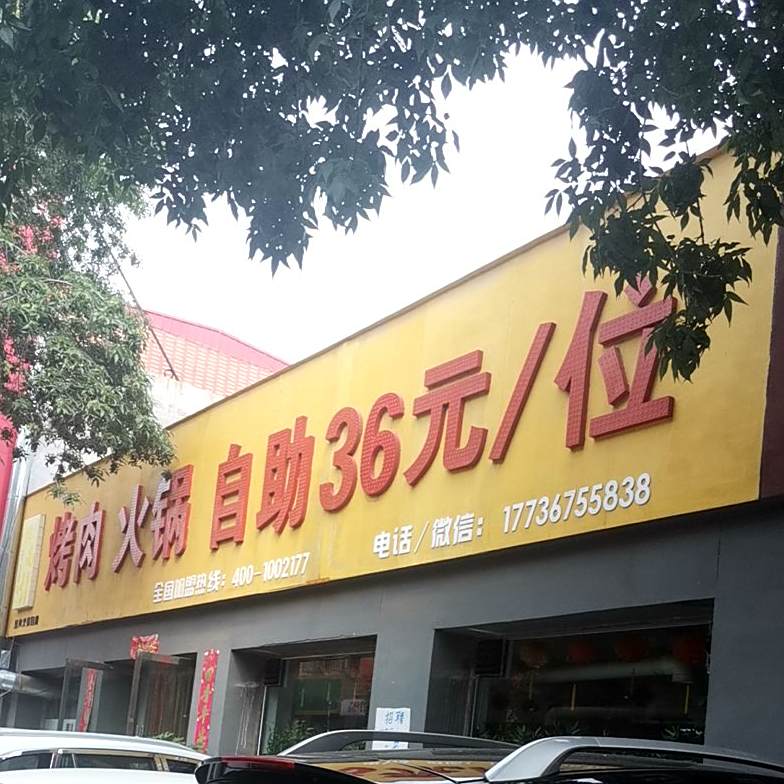 烤肉 火锅 自助36元/位
全国加盟热线：400-1002177
电话/微信：17736755838
招聘